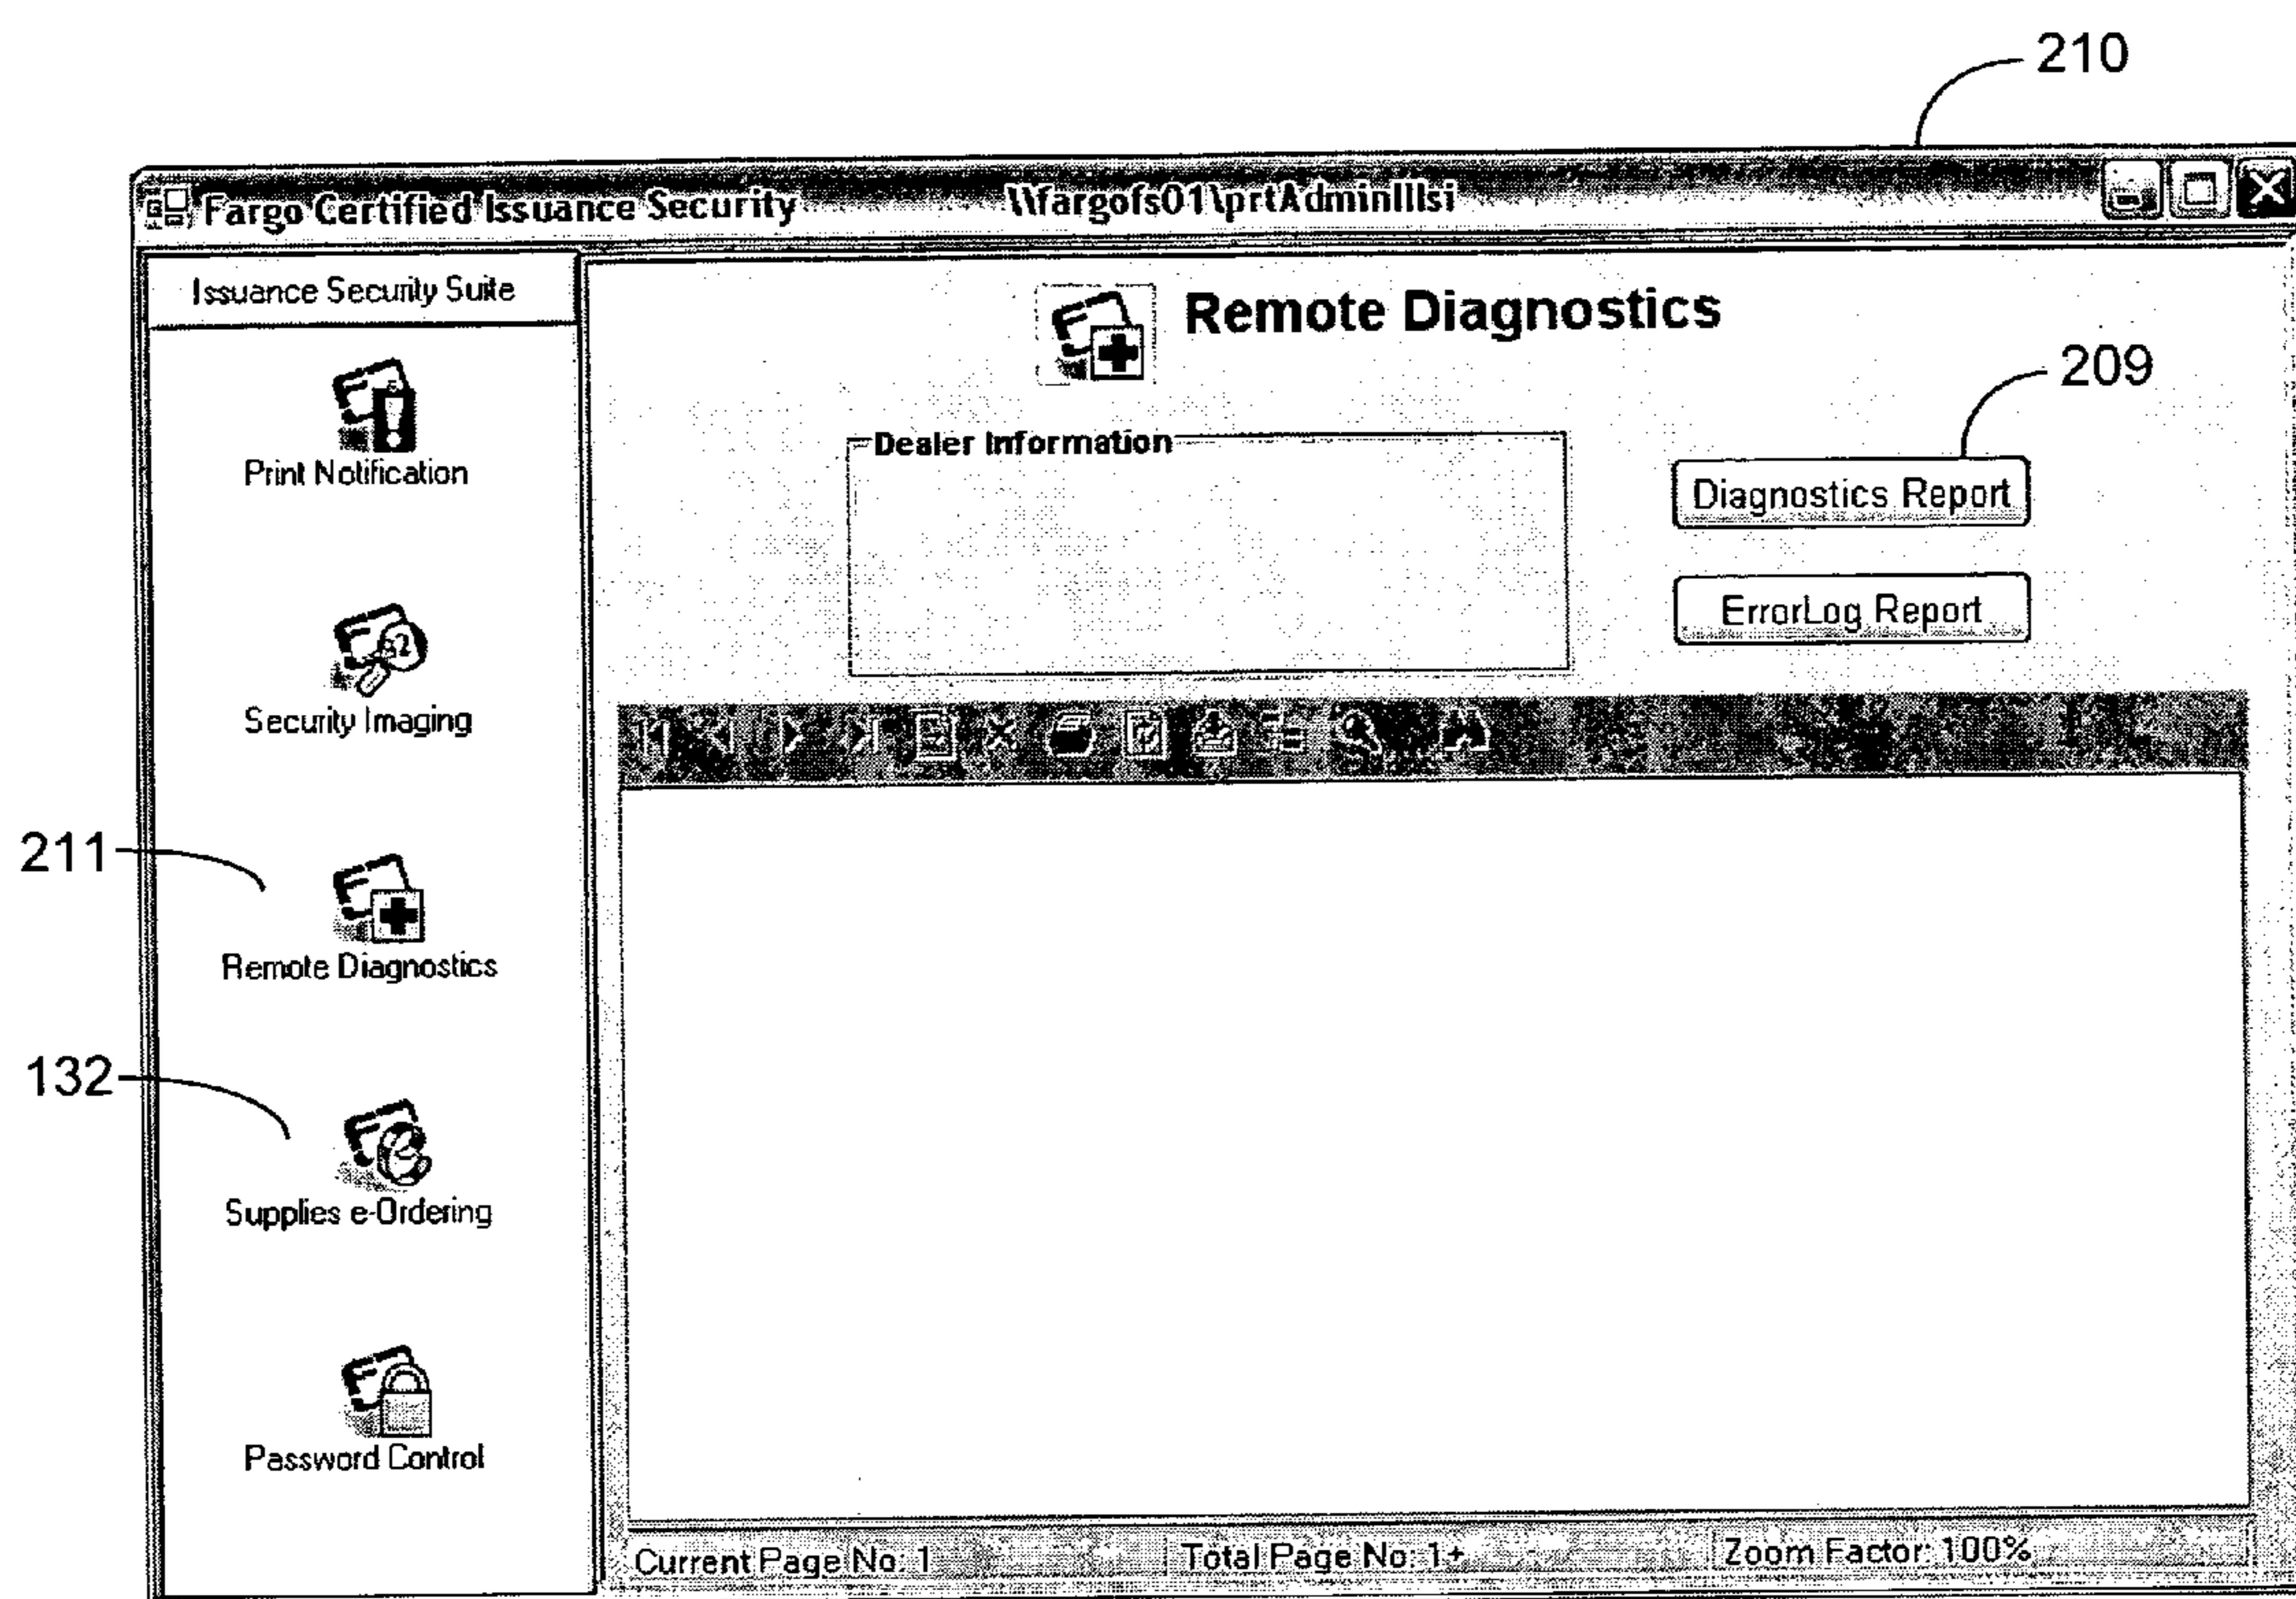 210
Fargo Certified Issuance Security \\fargofs01\prtAdminIIIsi
Issuance Security Suite
Remote Diagnostics
209
Dealer Information
Diagnostics Report
ErrorLog Report
Print Notification
Security Imaging
211
Remote Diagnostics
132
Supplies e-Ordering
Password Control
Current Page No: 1
Total Page No: 1+
Zoom Factor: 100%